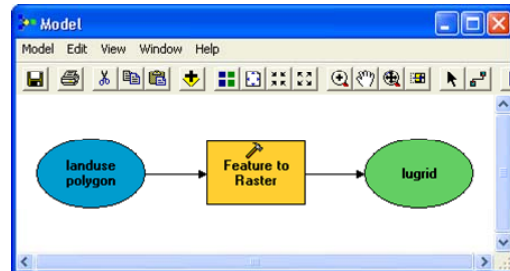 Model
Model Edit View Window Help
landuse
polygon
Feature to
Raster
lugrid